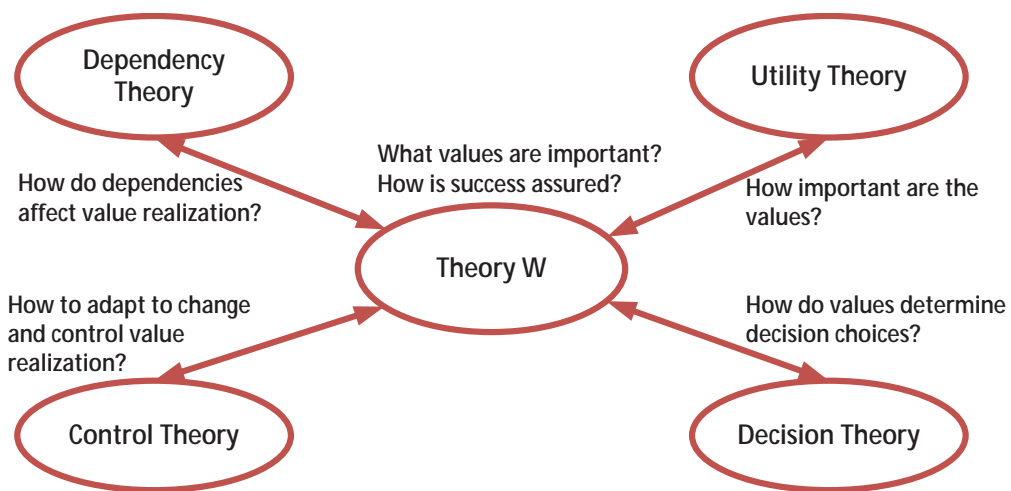 Dependency
Theory
Utility Theory
What values are important?
How is success assured?
How do dependencies
affect value realization?
How important are the
values?
Theory W
How to adapt to change
and control value
realization?
How do values determine
decision choices?
Control Theory
Decision Theory